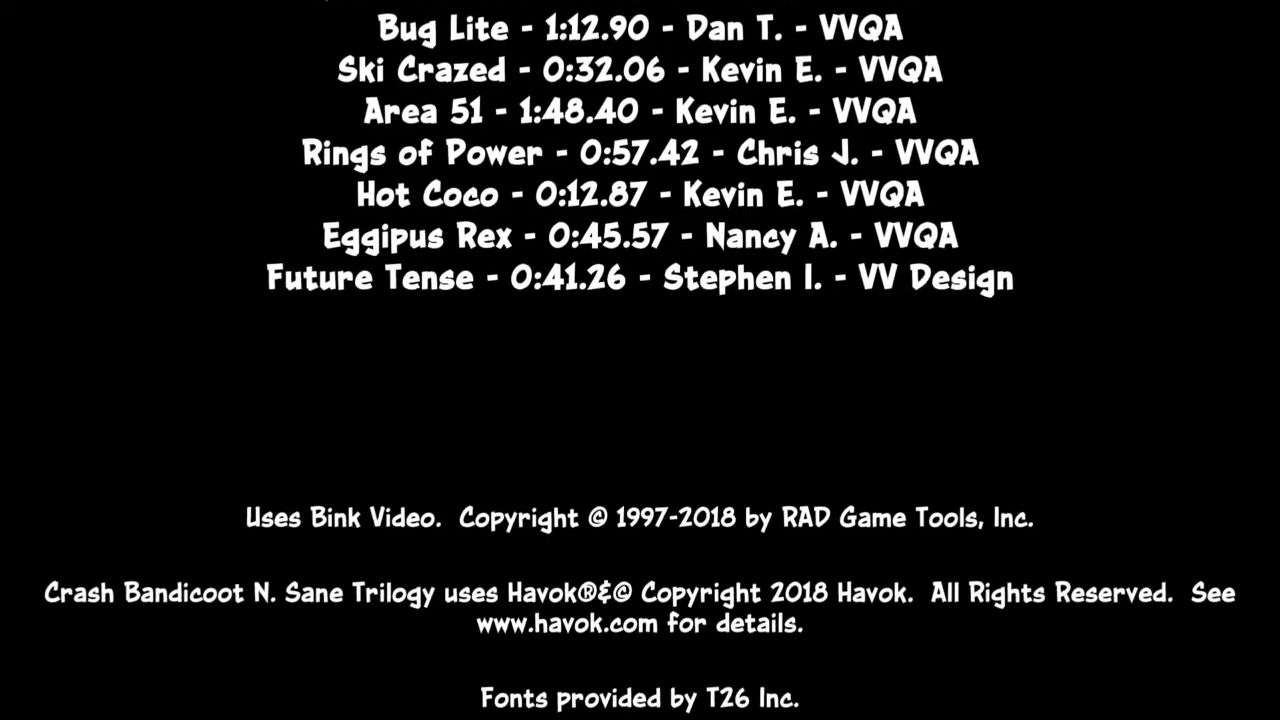 Bug Lite - 1:12.90 - Dan T. - VVQA
Ski Crazed - 0:32.06 - Kevin E. - VVQA
Area 51 - 1:48.40 - Kevin E. - VVQA
Rings of Power - 0:57.42 - Chris J. - VVQA
Hot Coco - 0:12.87 - Kevin E. - VVQA
Eggipus Rex - 0:45.57 - Nancy A. - VVQA
Future Tense - 0:41.26 - Stephen I. - VV Design
Uses Bink Video.  Copyright © 1997-2018 by RAD Game Tools, Inc.
Crash Bandicoot N. Sane Trilogy uses Havok®&© Copyright 2018 Havok.  All Rights Reserved.  See
www.havok.com for details.
Fonts provided by T26 Inc.